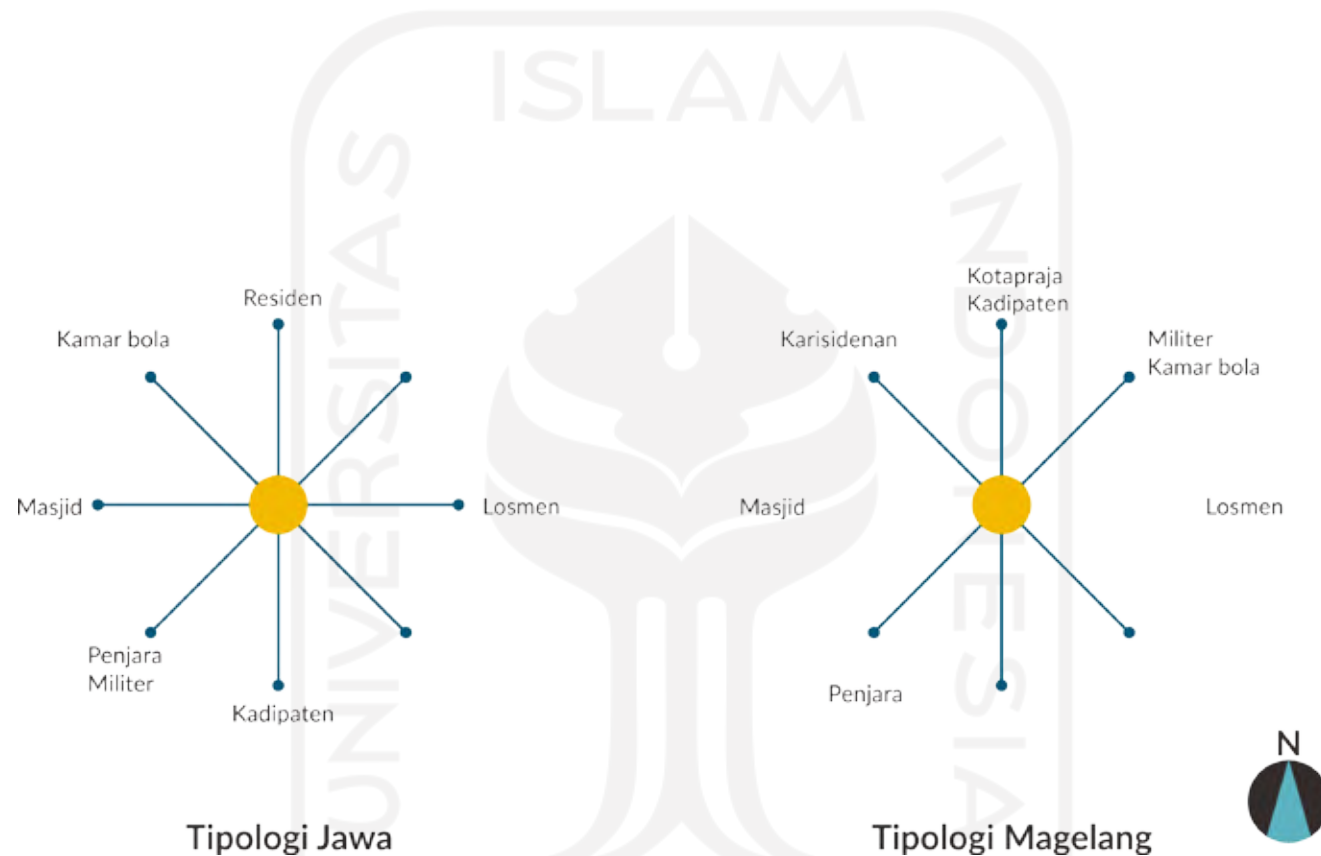 UNIVERSITAS
ISLAM
INDONESIA
Residen
Kamar bola
Masjid
Losmen
Penjara
Militer
Kadipaten
Tipologi Jawa
Kotapraja
Kadipaten
Karisidenan
Militer
Kamar bola
Masjid
Losmen
Penjara
N
Tipologi Magelang